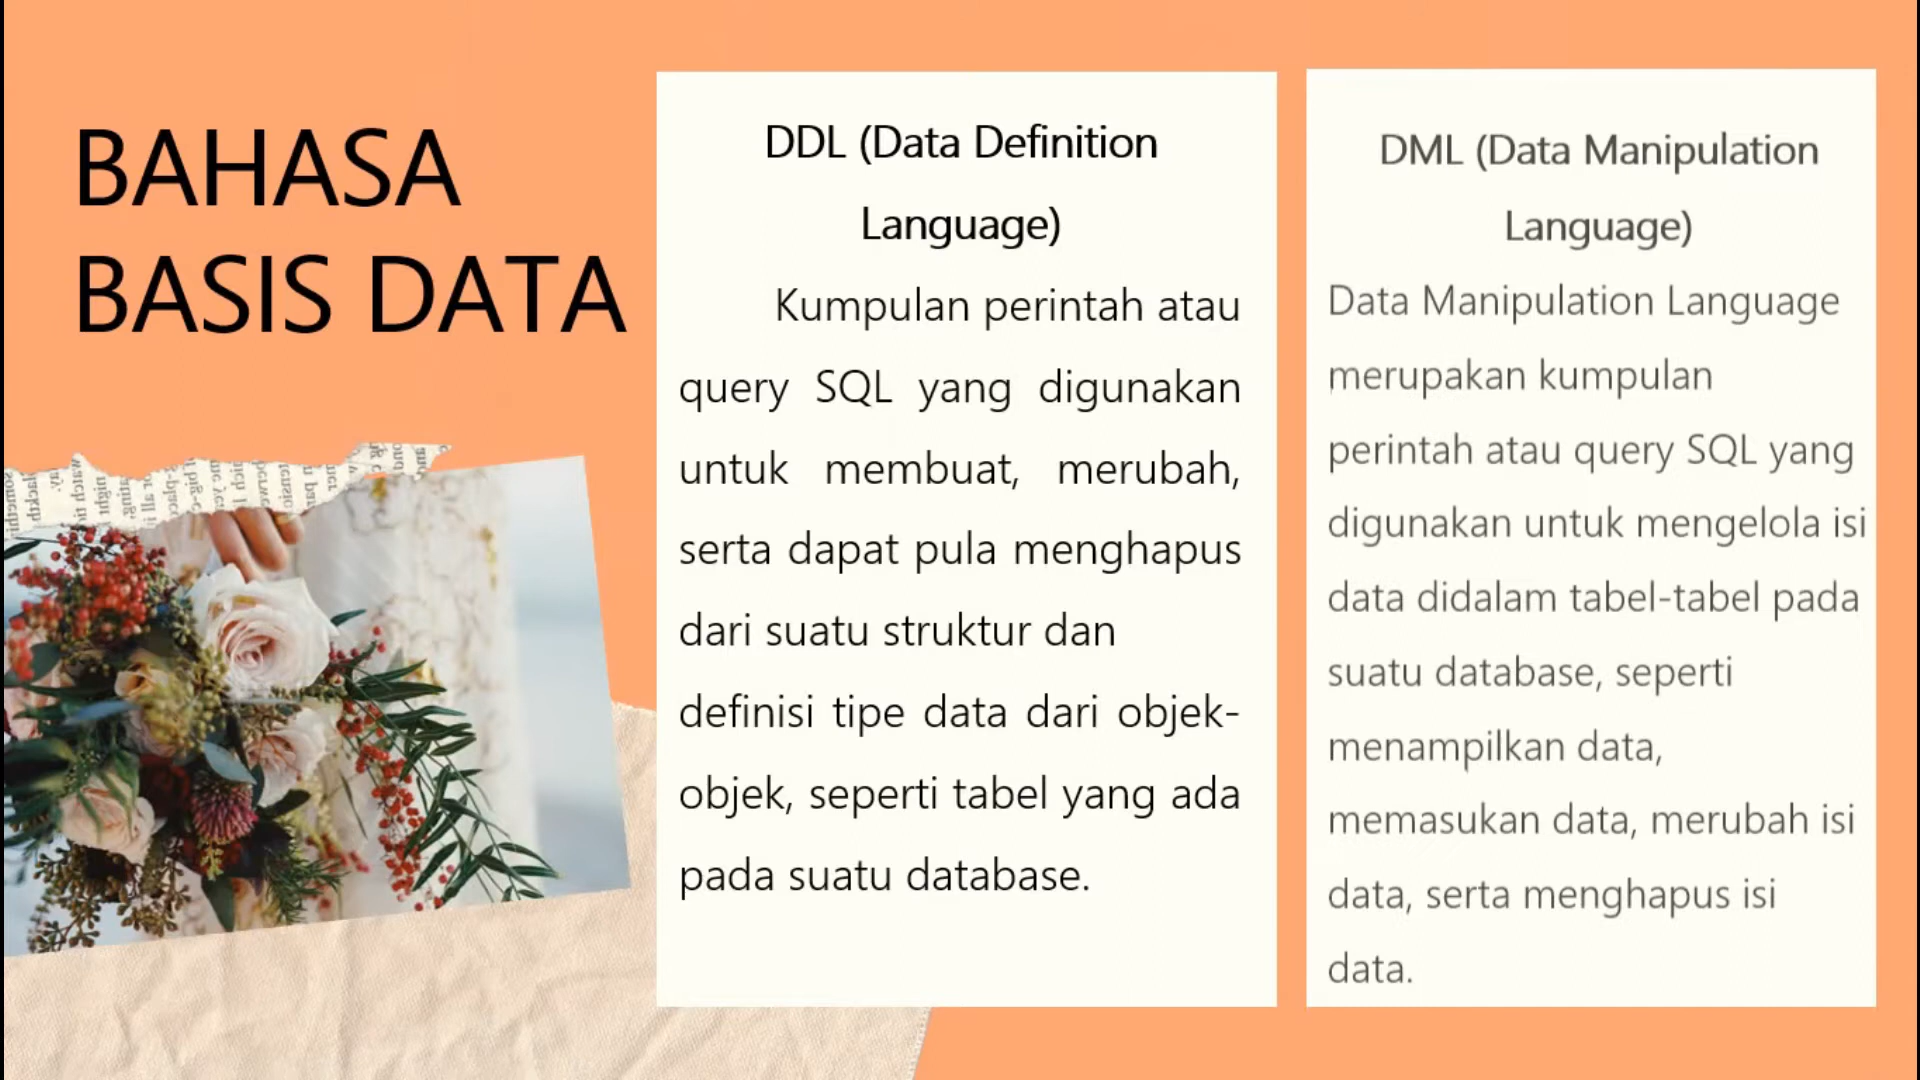 BAHASA
BASIS DATA
DDL (Data Definition
Language)
Kumpulan perintah atau
query SQL yang digunakan
untuk membuat, merubah,
serta dapat pula menghapus
dari suatu struktur dan
definisi tipe data dari objek-
objek, seperti tabel yang ada
pada suatu database.
DML (Data Manipulation
Language)
Data Manipulation Language
merupakan kumpulan
perintah atau query SQL yang
digunakan untuk mengelola isi
data didalam tabel-tabel pada
suatu database, seperti
menampilkan data,
memasukan data, merubah isi
data, serta menghapus isi
data.